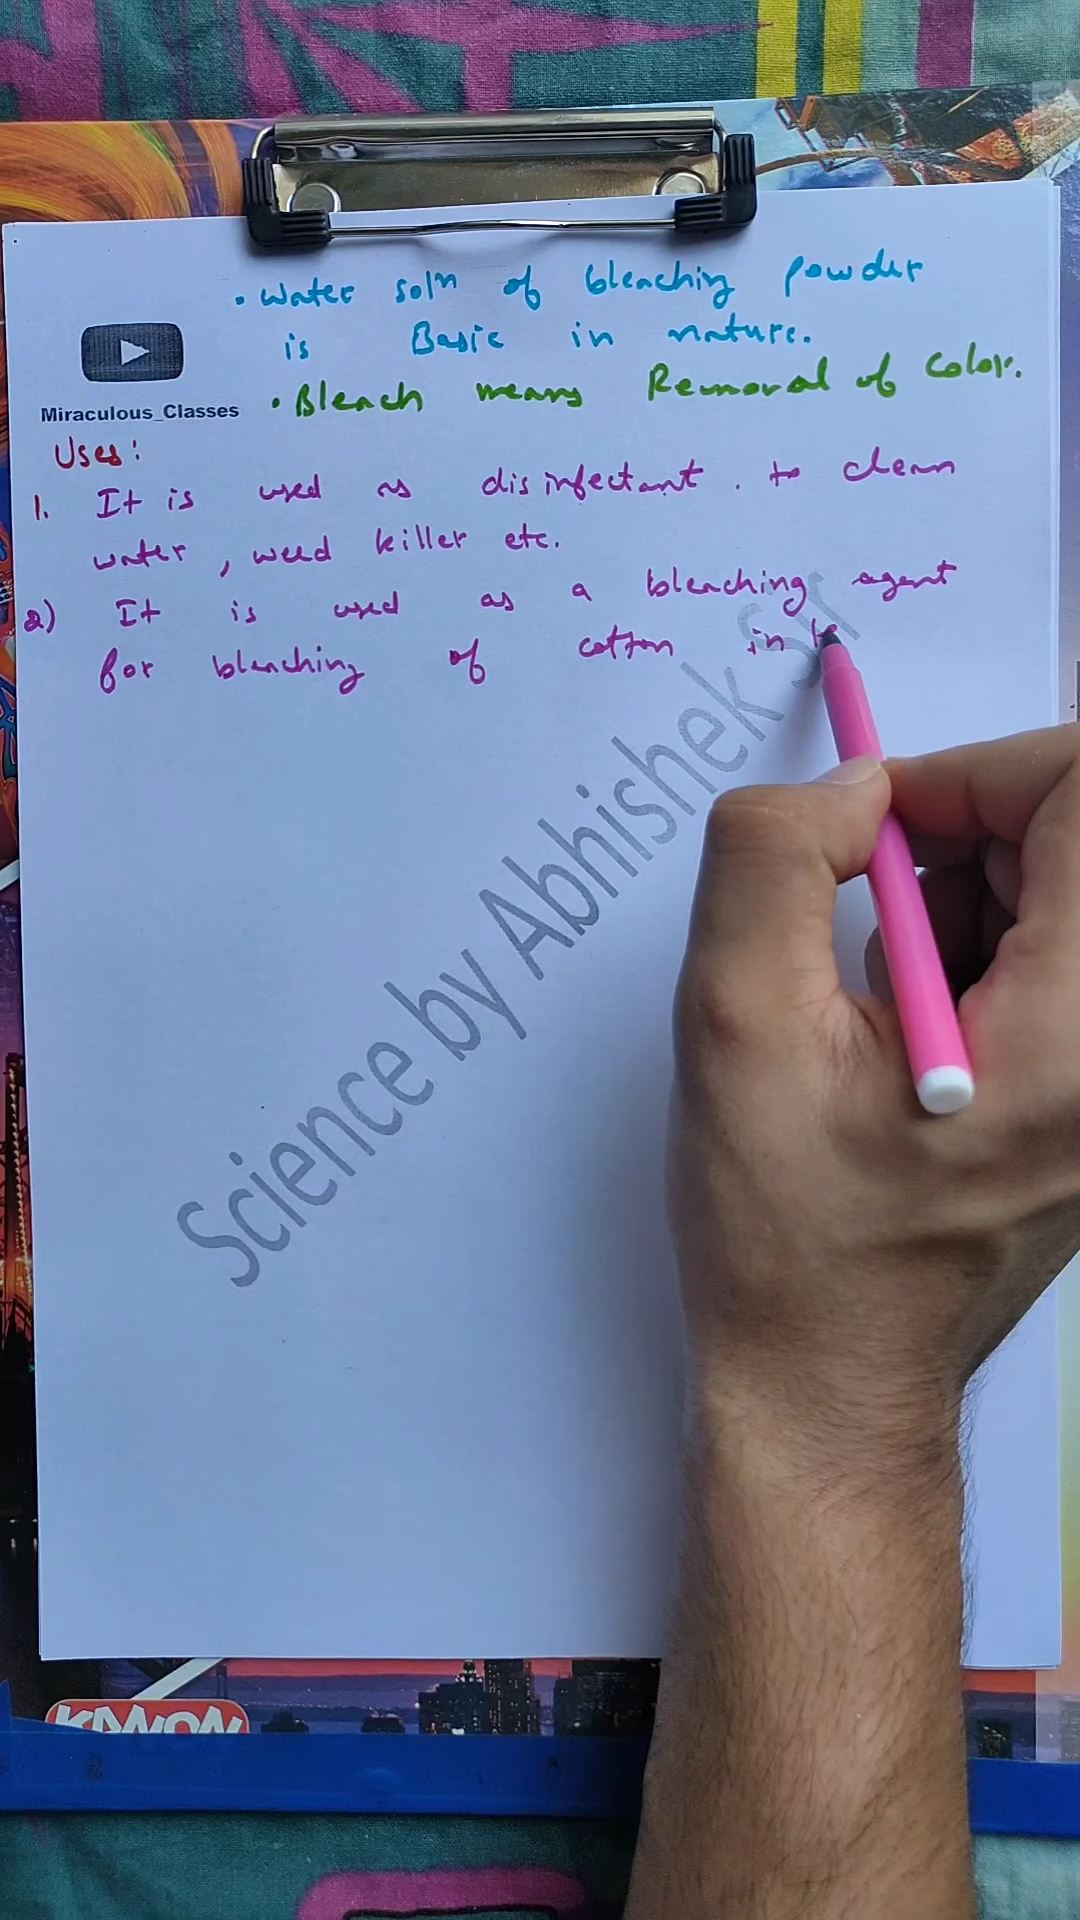 • Water solⁿ of bleaching powder
is Basic in nature.
• Bleach means Removal of color.
Miraculous_Classes
Uses:
1. It is used as disinfectant. to clean
water, weed killer etc.
2) It is used as a bleaching agent
for bleaching of cotton in
Science by Abhishek Sir
KANON